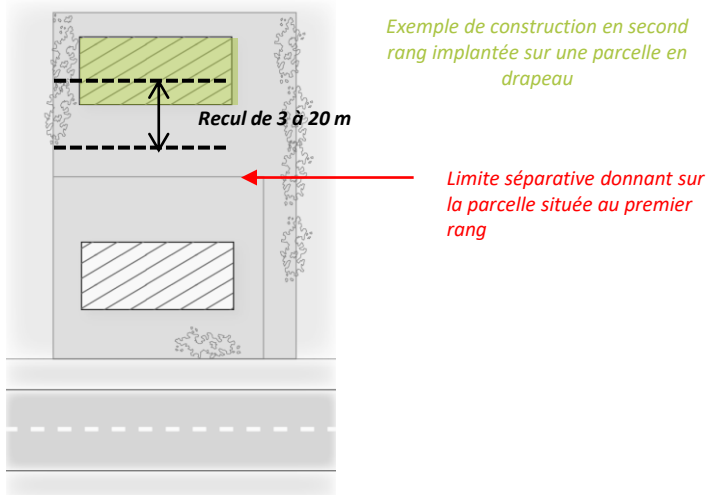 Exemple de construction en second
rang implantée sur une parcelle en
drapeau
Recul de 3 à 20 m
Limite séparative donnant sur
la parcelle située au premier
rang